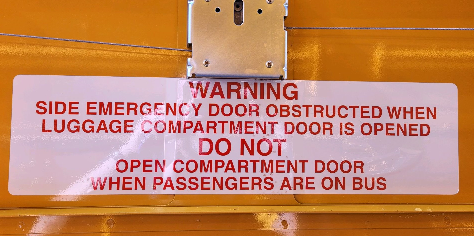 WARNING
SIDE EMERGENCY DOOR OBSTRUCTED WHEN
LUGGAGE COMPARTMENT DOOR IS OPENED
DO NOT
OPEN COMPARTMENT DOOR
WHEN PASSENGERS ARE ON BUS